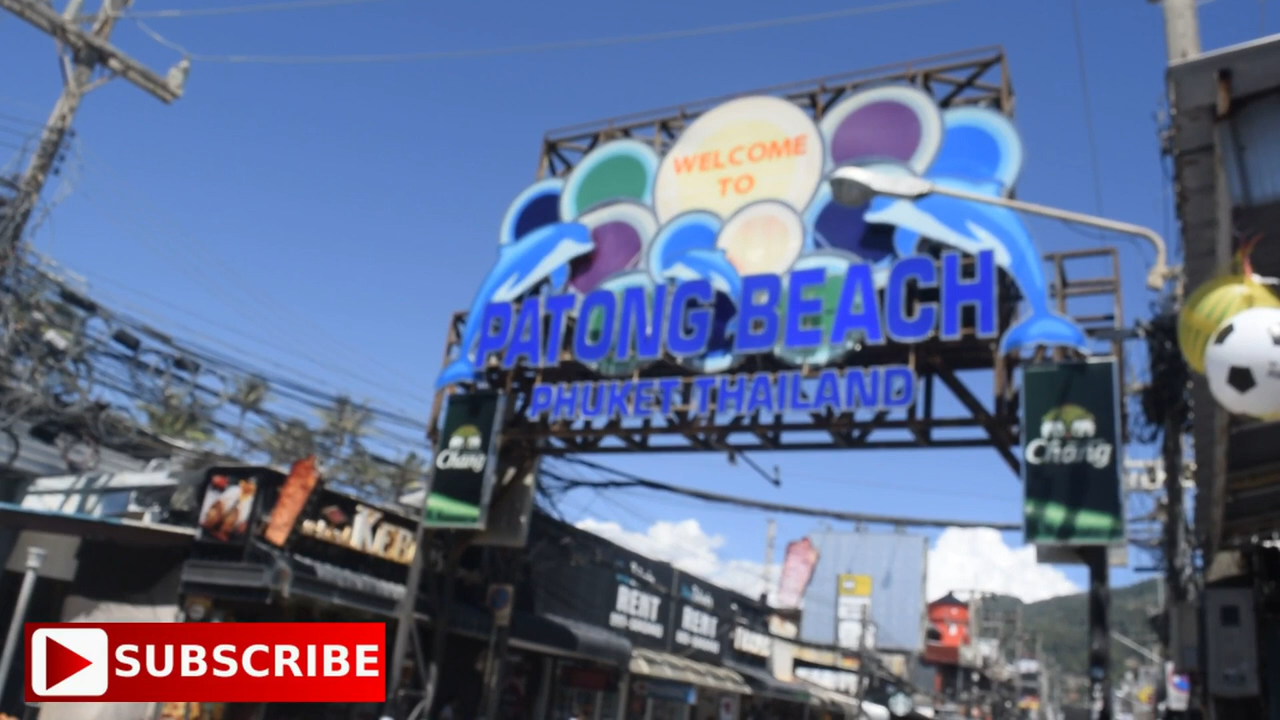 WELCOME
TO
PATONG BEACH
PHUKET THAILAND
Chang
Chang
RENT
RENT
SUBSCRIBE